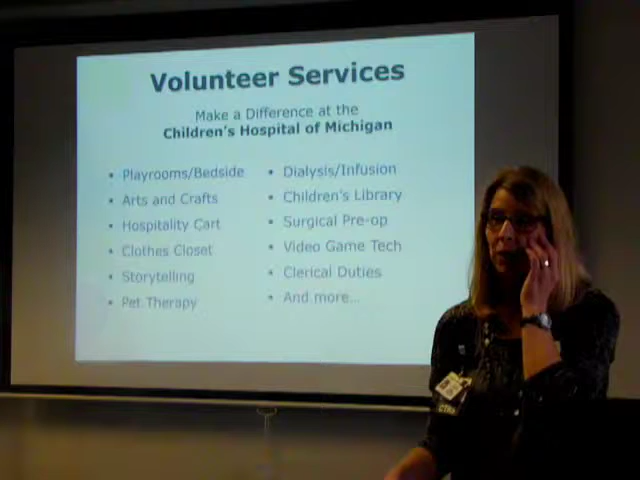 Volunteer Services
Make a Difference at the
Children's Hospital of Michigan
• Playrooms/Bedside
• Arts and Crafts
• Hospitality Cart
• Clothes Closet
• Storytelling
• Pet Therapy
• Dialysis/Infusion
• Children's Library
• Surgical Pre-op
• Video Game Tech
• Clerical Duties
• And more...